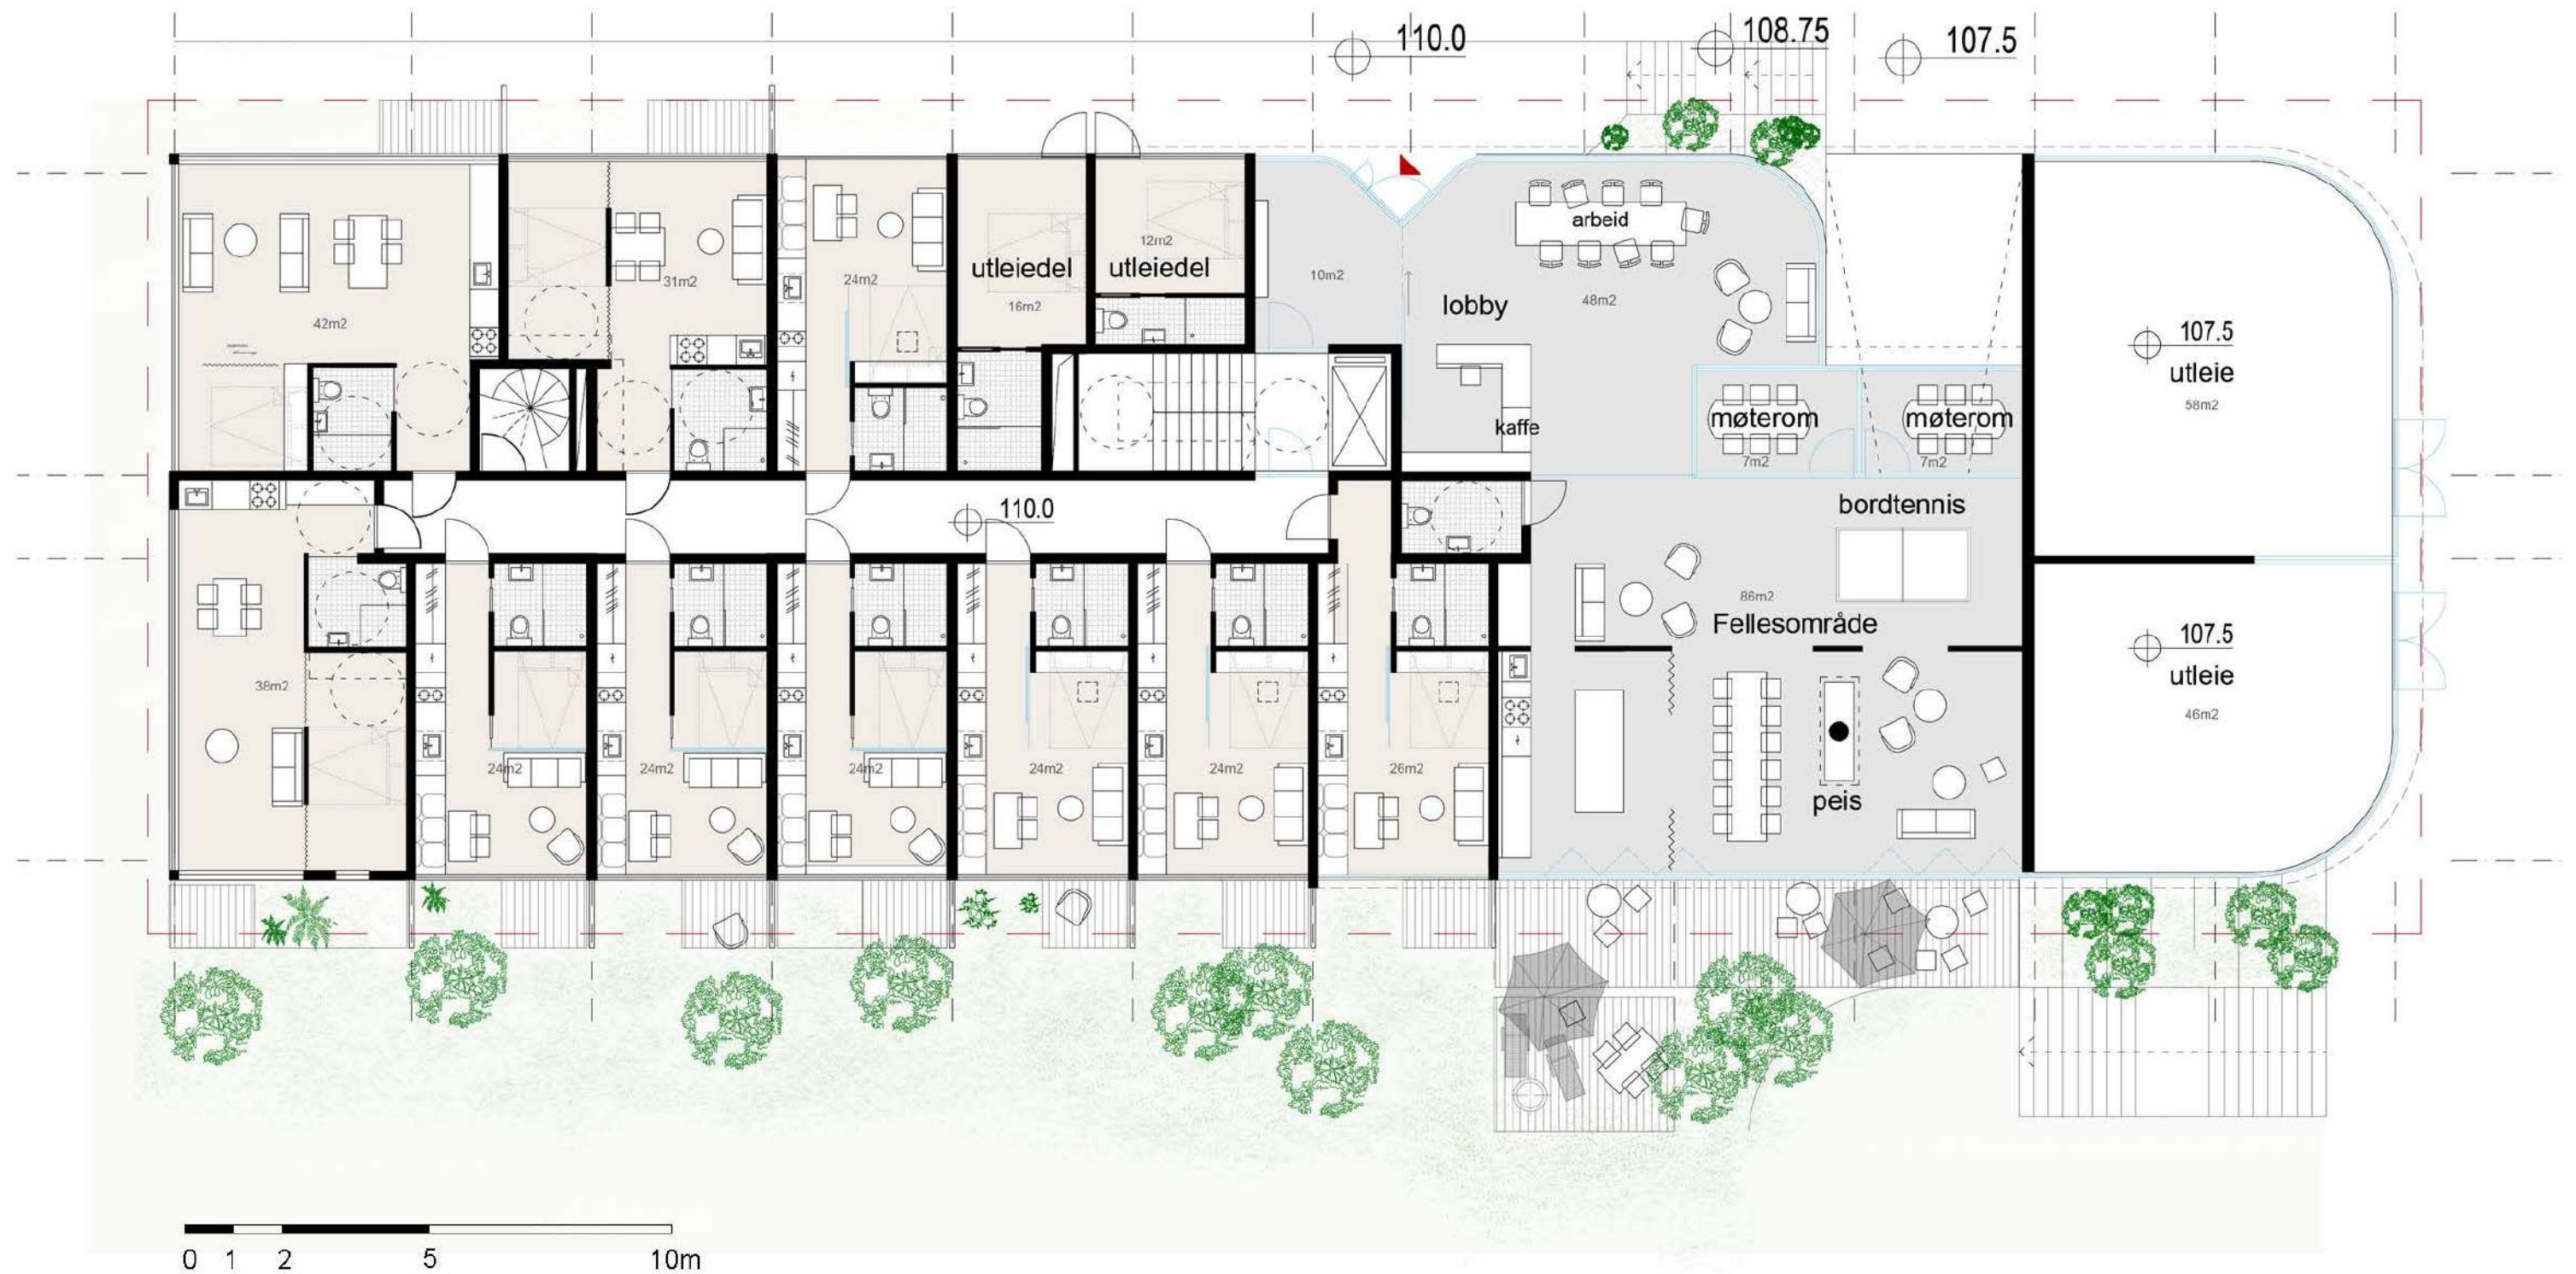 110.0
108.75
107.5
arbeid
12m2
utleiedel
utleiedel
10m2
31m2
24m2
16m2
lobby
48m2
42m2
107.5
utleie
58m2
møterom
møterom
kaffe
7m2
7m2
110.0
bordtennis
86m2
Fellesområde
107.5
utleie
38m2
46m2
24m2
24m2
24m2
24m2
24m2
26m2
peis
0 1 2 5 10m